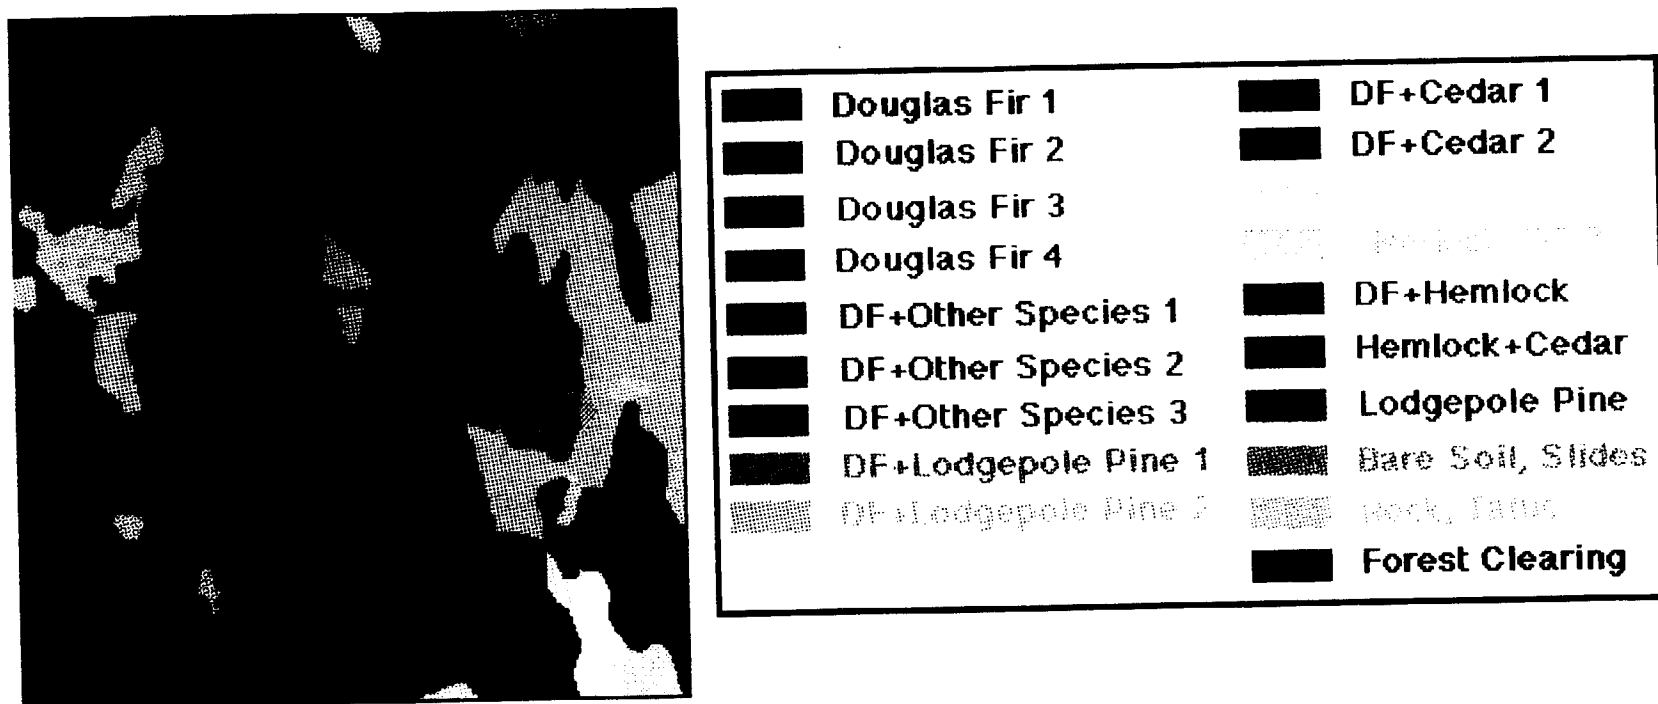 Douglas Fir 1
Douglas Fir 2
Douglas Fir 3
Douglas Fir 4
DF+Other Species 1
DF+Other Species 2
DF+Other Species 3
DF+Lodgepole Pine 1
DF+Lodgepole Pine 2
DF+Cedar 1
DF+Cedar 2
DF+Hemlock
Hemlock+Cedar
Lodgepole Pine
Bare Soil, Slides
Rock, Talus
Forest Clearing